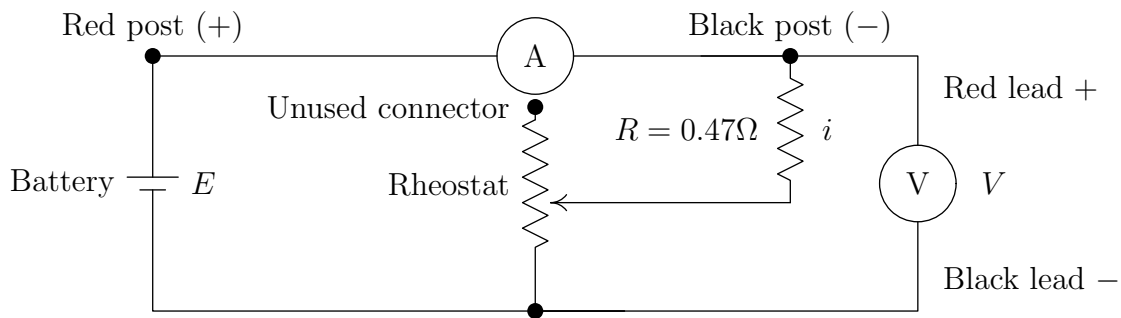 Red post (+)
Black post (−)
A
Red lead +
Unused connector
R = 0.47Ω
i
Battery
E
Rheostat
V
V
Black lead −